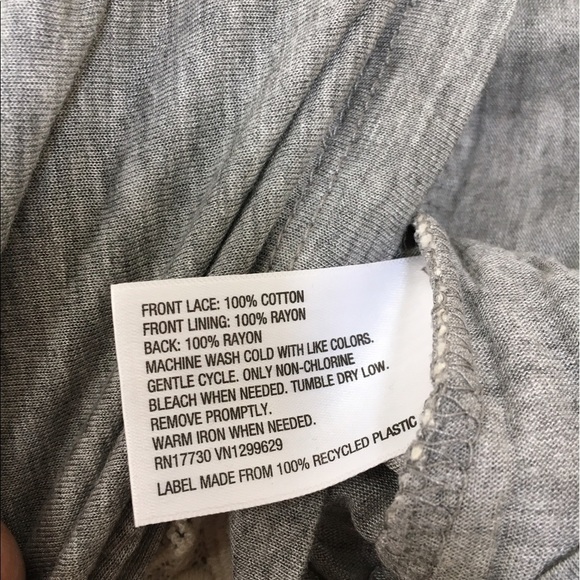 FRONT LACE: 100% COTTON
FRONT LINING: 100% RAYON
BACK: 100% RAYON
MACHINE WASH COLD WITH LIKE COLORS.
GENTLE CYCLE. ONLY NON-CHLORINE
BLEACH WHEN NEEDED. TUMBLE DRY LOW.
REMOVE PROMPTLY.
WARM IRON WHEN NEEDED.
RN17730 VN1299629
LABEL MADE FROM 100% RECYCLED PLASTIC